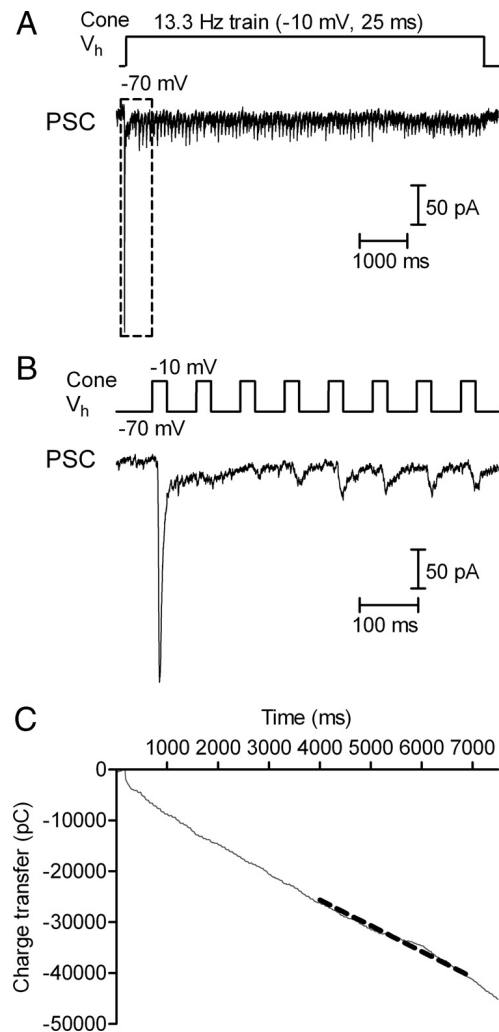 A
Cone
V_h
13.3 Hz train (-10 mV, 25 ms)
-70 mV
PSC
50 pA
1000 ms
B
-10 mV
Cone
V_h
-70 mV
PSC
50 pA
100 ms
C
Time (ms)
1000 2000 3000 4000 5000 6000 7000
0
-10000
-20000
-30000
-40000
-50000
Charge transfer (pC)